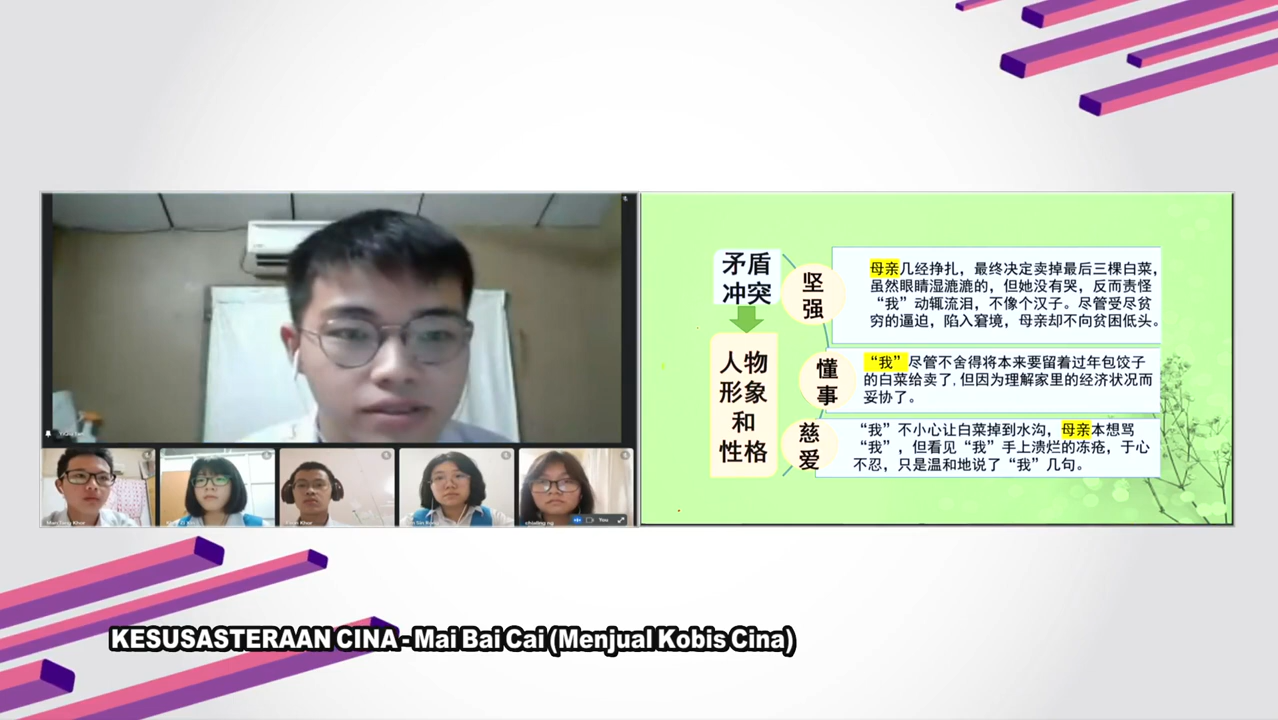 矛盾
冲突
人物
形象
和
性格
坚
强
母亲几经挣扎，最终决定卖掉最后三棵白菜，
虽然眼睛湿漉漉的，但她没有哭，反而责怪
“我”动辄流泪，不像个汉子。尽管受尽贫
穷的逼迫，陷入窘境，母亲却不向贫困低头。
懂
事
“我”尽管不舍得将本来要留着过年包饺子
的白菜给卖了,但因为理解家里的经济状况而
妥协了。
慈
爱
“我”不小心让白菜掉到水沟，母亲本想骂
“我”，但看见“我”手上溃烂的冻疮，于心
不忍，只是温和地说了“我”几句。
You
KESUSASTERAAN CINA - Mai Bai Cai (Menjual Kobis Cina)